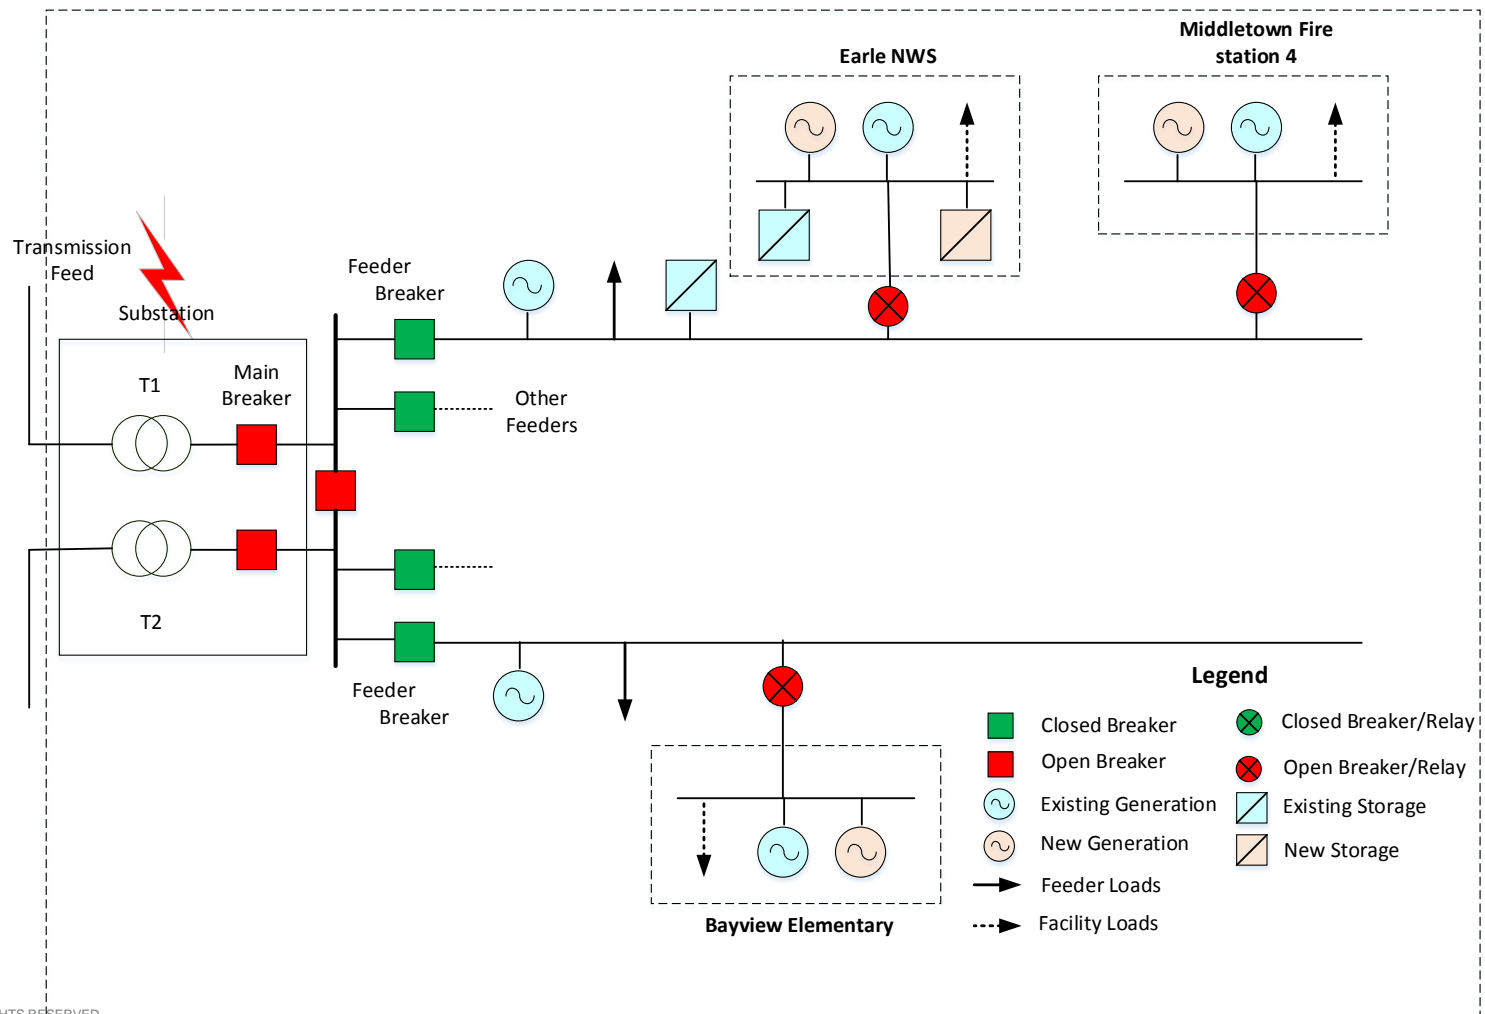 Middletown Fire
station 4
Earle NWS
Transmission
Feed
Substation
Feeder
Breaker
T1
Main
Breaker
Other
Feeders
T2
Feeder
Breaker
Legend
Closed Breaker
Open Breaker
Existing Generation
New Generation
Feeder Loads
Facility Loads
Closed Breaker/Relay
Open Breaker/Relay
Existing Storage
New Storage
Bayview Elementary
HTS RESERVED